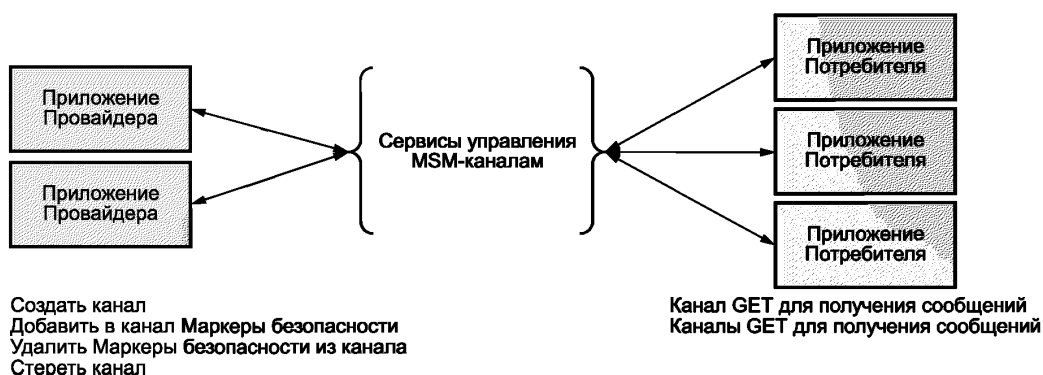 Приложение
Провайдера
Приложение
Провайдера
Сервисы управления
MSM-каналам
Приложение
Потребителя
Приложение
Потребителя
Приложение
Потребителя
Создать канал
Добавить в канал Маркеры безопасности
Удалить Маркеры безопасности из канала
Стереть канал
Канал GET для получения сообщений
Каналы GET для получения сообщений